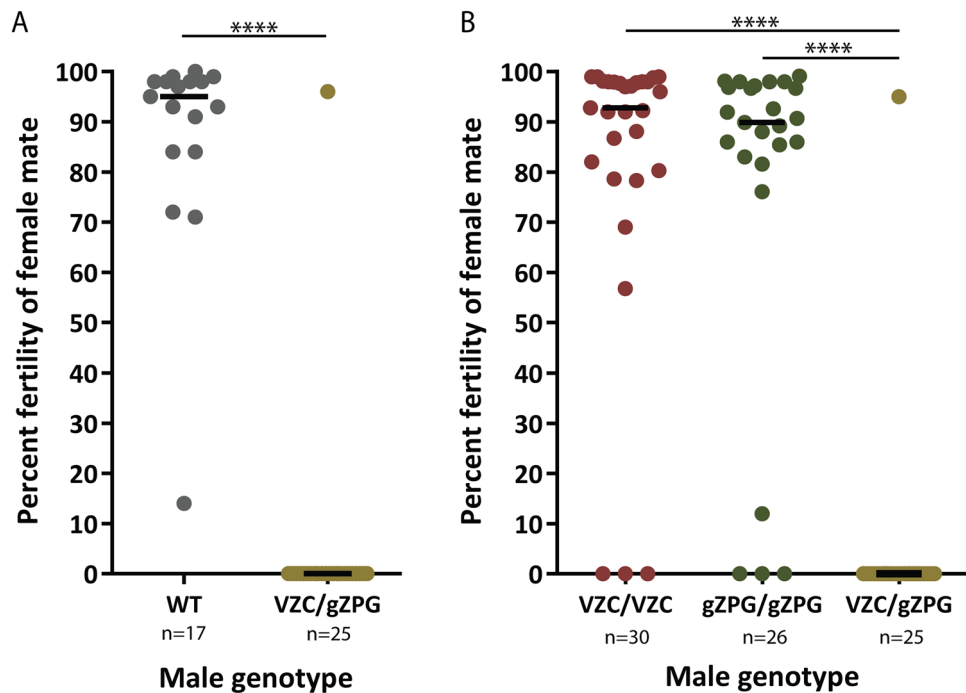 A
****
Percent fertility of female mate
100
90
80
70
60
50
40
30
20
10
0
WT
VZC/gZPG
n=17
n=25
Male genotype
B
****
****
Percent fertility of female mate
100
90
80
70
60
50
40
30
20
10
0
VZC/VZC
gZPG/gZPG
VZC/gZPG
n=30
n=26
n=25
Male genotype